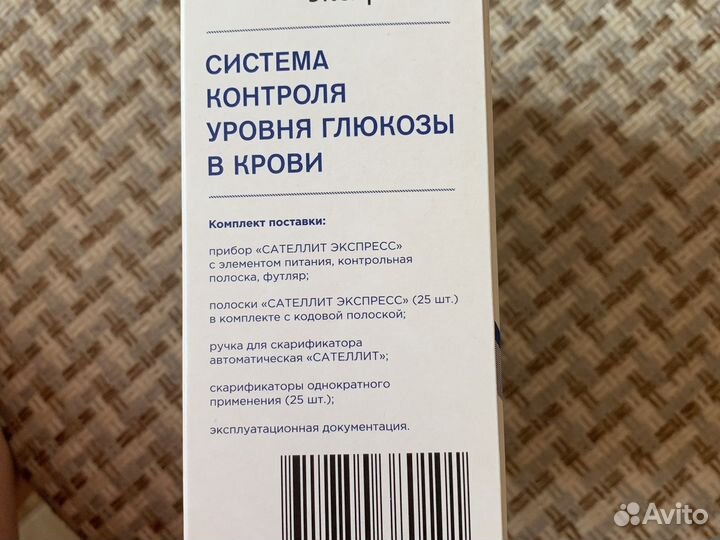 СИСТЕМА
КОНТРОЛЯ
УРОВНЯ ГЛЮКОЗЫ
В КРОВИ
Комплект поставки:
прибор «САТЕЛЛИТ ЭКСПРЕСС»
с элементом питания, контрольная
полоска, футляр;
полоски «САТЕЛЛИТ ЭКСПРЕСС» (25 шт.)
в комплекте с кодовой полоской;
ручка для скарификатора
автоматическая «САТЕЛЛИТ»;
скарификаторы однократного
применения (25 шт.);
эксплуатационная документация.
Avito